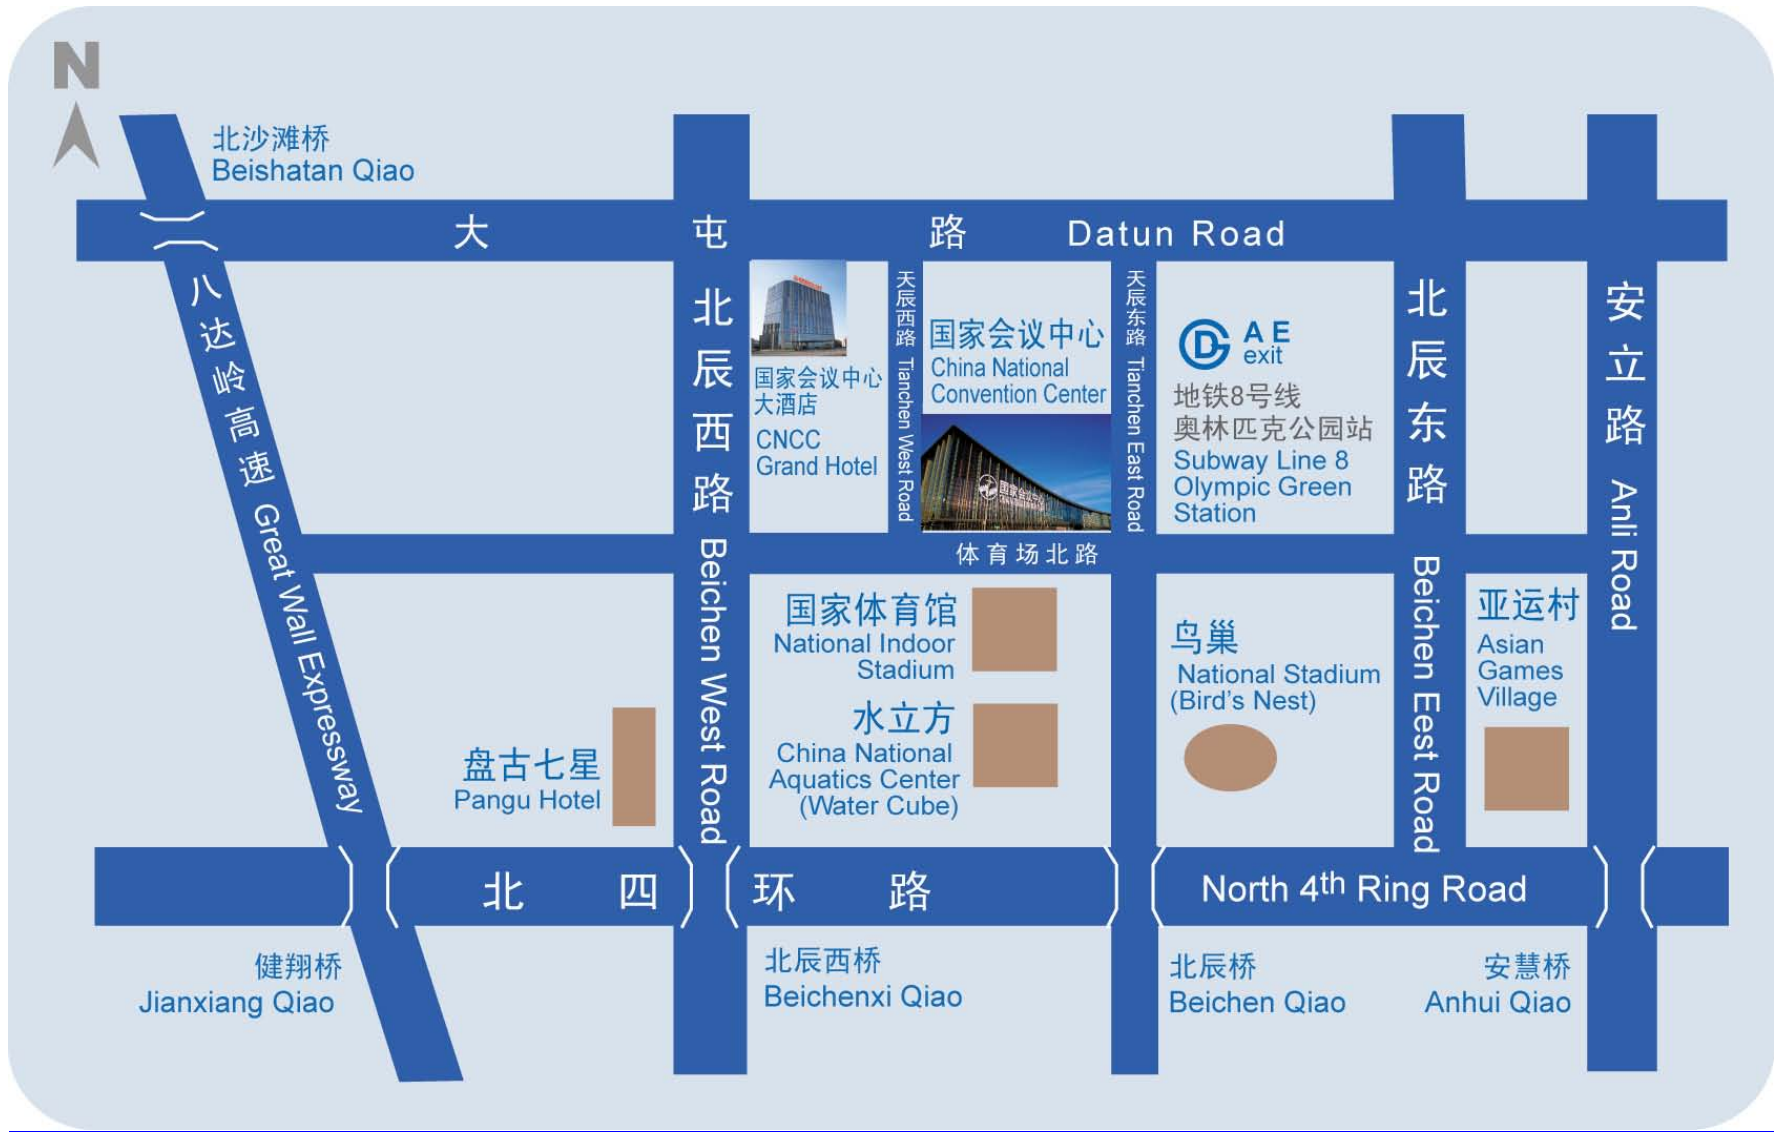 N
北沙滩桥
Beishatan Qiao
大屯路 Datun Road
八达岭高速 Great Wall Expressway
北辰西路 Beichen West Road
国家会议中心
大酒店
CNCC
Grand Hotel
天辰西路 Tianchen West Road
国家会议中心
China National
Convention Center
国家会议中心
天辰东路 Tianchen East Road
A E
exit
地铁8号线
奥林匹克公园站
Subway Line 8
Olympic Green
Station
北辰东路 Beichen Eest Road
安立路 Anli Road
体育场北路
国家体育馆
National Indoor
Stadium
水立方
China National
Aquatics Center
(Water Cube)
鸟巢
National Stadium
(Bird's Nest)
亚运村
Asian
Games
Village
盘古七星
Pangu Hotel
北四环路 North 4th Ring Road
健翔桥
Jianxiang Qiao
北辰西桥
Beichenxi Qiao
北辰桥
Beichen Qiao
安慧桥
Anhui Qiao